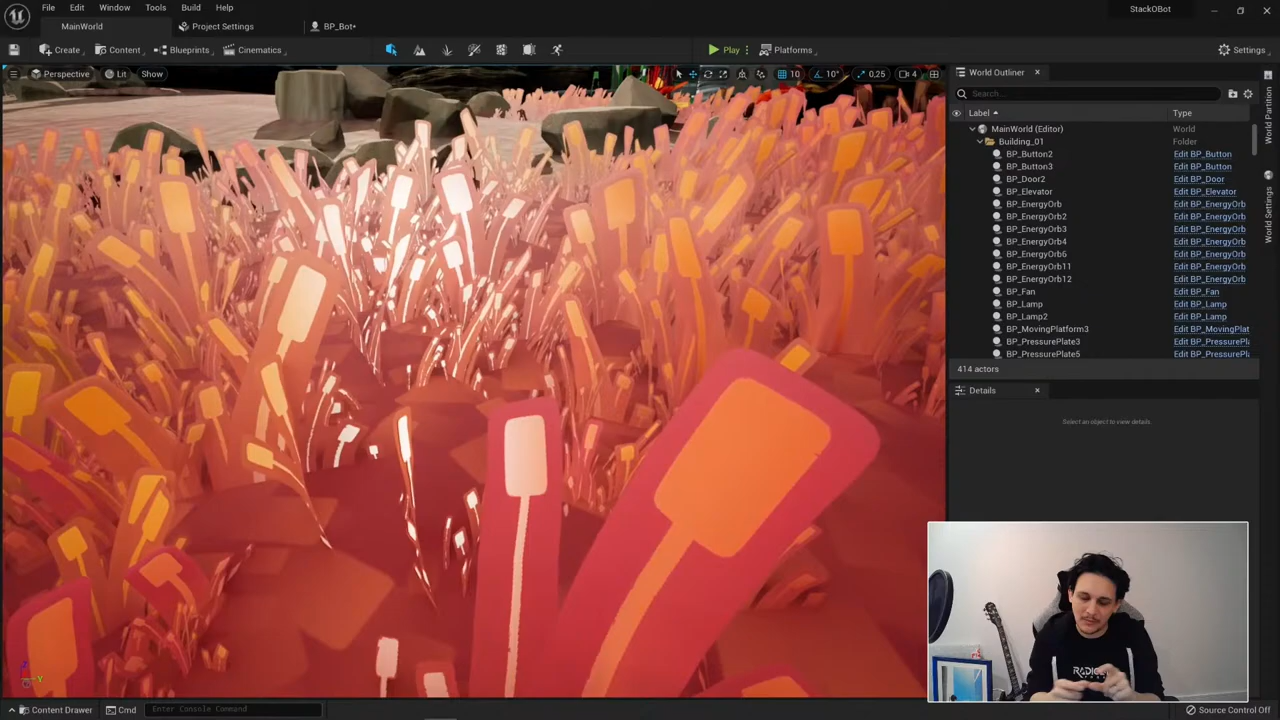 File Edit Window Tools Build Help
StackOBot
MainWorld
Project Settings
BP_Bot*
Create
Content
Blueprints
Cinematics
Play
Platforms
Settings
Perspective
Lit
Show
10
10°
0,25
4
World Outliner
Search...
Label
Type
MainWorld (Editor) World
Building_01 Folder
BP_Button2 Edit BP_Button
BP_Button3 Edit BP_Button
BP_Door2 Edit BP_Door
BP_Elevator Edit BP_Elevator
BP_EnergyOrb Edit BP_EnergyOrb
BP_EnergyOrb2 Edit BP_EnergyOrb
BP_EnergyOrb3 Edit BP_EnergyOrb
BP_EnergyOrb4 Edit BP_EnergyOrb
BP_EnergyOrb6 Edit BP_EnergyOrb
BP_EnergyOrb11 Edit BP_EnergyOrb
BP_EnergyOrb12 Edit BP_EnergyOrb
BP_Fan Edit BP_Fan
BP_Lamp Edit BP_Lamp
BP_Lamp2 Edit BP_Lamp
BP_MovingPlatform3 Edit BP_MovingPlat
BP_PressurePlate3 Edit BP_PressurePl
BP_PressurePlate5 Edit BP_PressurePl
414 actors
Details
Select an object to view details.
World Partition
World Settings
Z
Y
Content Drawer
Cmd
Enter Console Command
Source Control Off